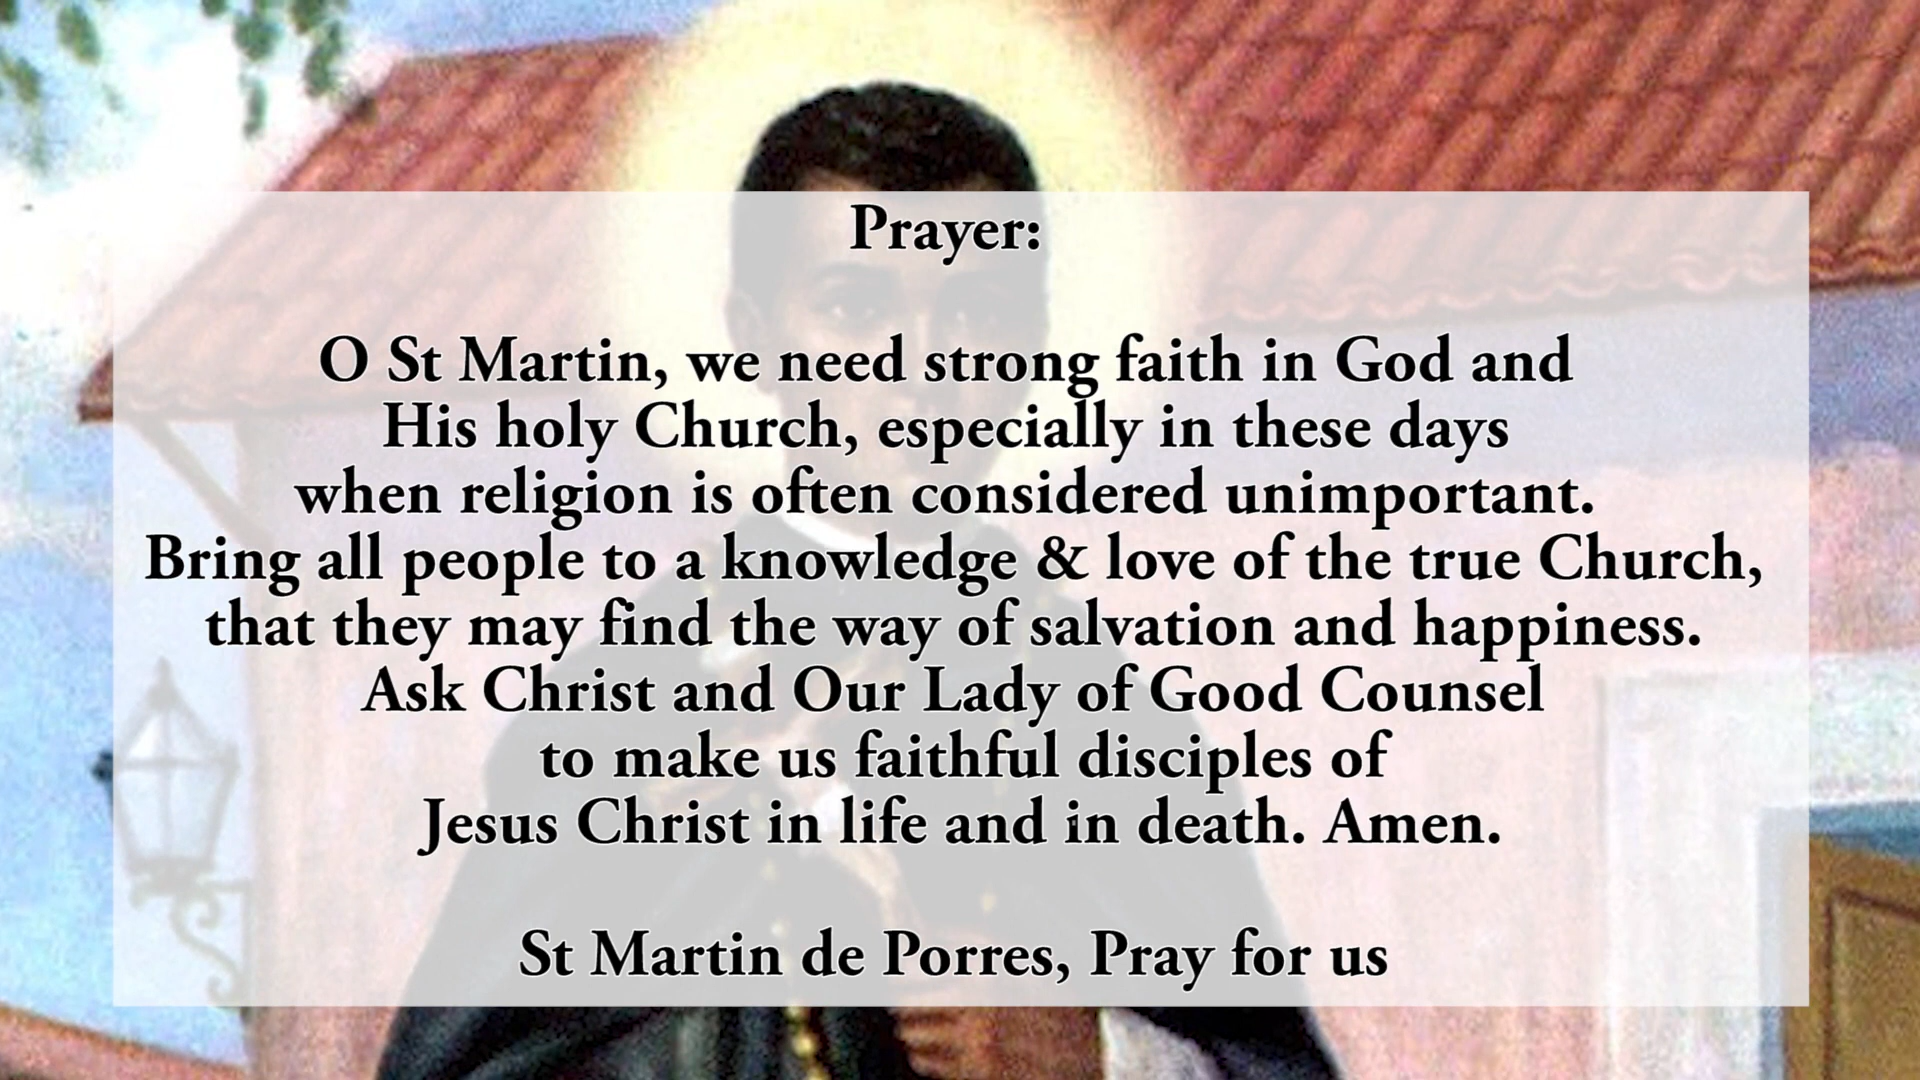 Prayer:
O St Martin, we need strong faith in God and
His holy Church, especially in these days
when religion is often considered unimportant.
Bring all people to a knowledge & love of the true Church,
that they may find the way of salvation and happiness.
Ask Christ and Our Lady of Good Counsel
to make us faithful disciples of
Jesus Christ in life and in death. Amen.
St Martin de Porres, Pray for us